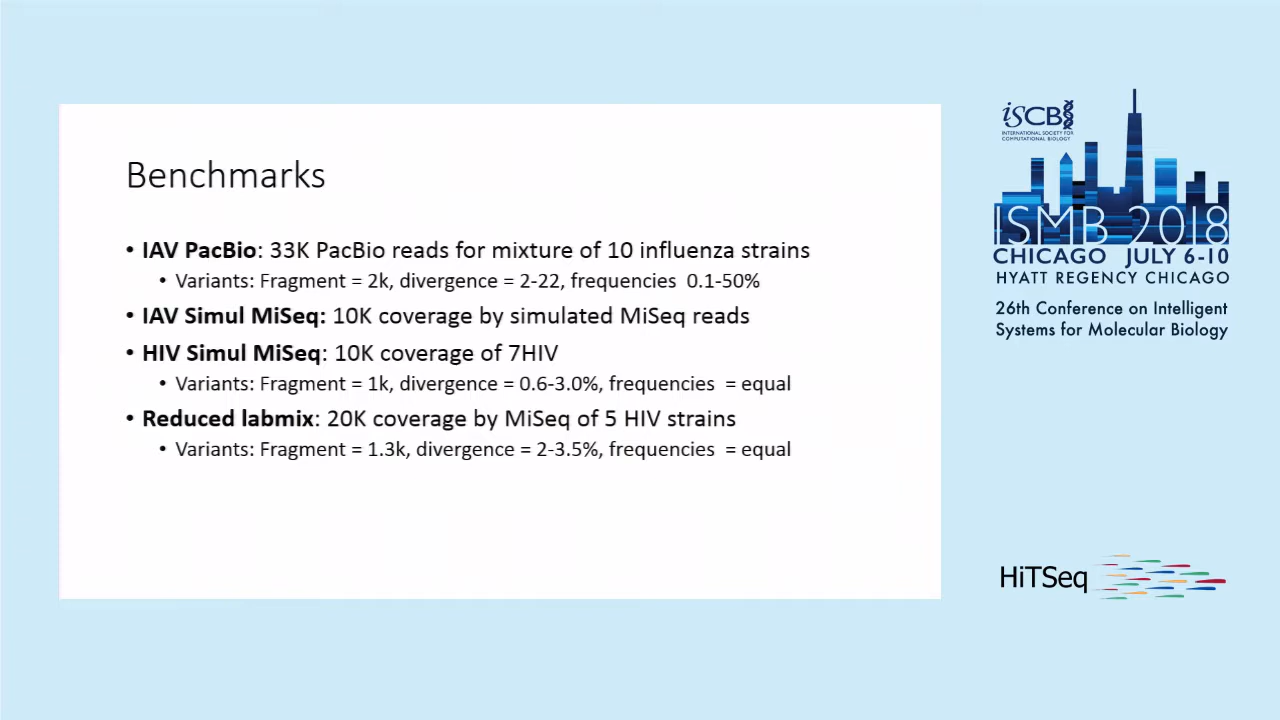 Benchmarks
• IAV PacBio: 33K PacBio reads for mixture of 10 influenza strains
• Variants: Fragment = 2k, divergence = 2-22, frequencies 0.1-50%
• IAV Simul MiSeq: 10K coverage by simulated MiSeq reads
• HIV Simul MiSeq: 10K coverage of 7HIV
• Variants: Fragment = 1k, divergence = 0.6-3.0%, frequencies = equal
• Reduced labmix: 20K coverage by MiSeq of 5 HIV strains
• Variants: Fragment = 1.3k, divergence = 2-3.5%, frequencies = equal
iSCB
INTERNATIONAL SOCIETY FOR
COMPUTATIONAL BIOLOGY
ISMB 2018
CHICAGO JULY 6-10
HYATT REGENCY CHICAGO
26th Conference on Intelligent
Systems for Molecular Biology
HiTSeq